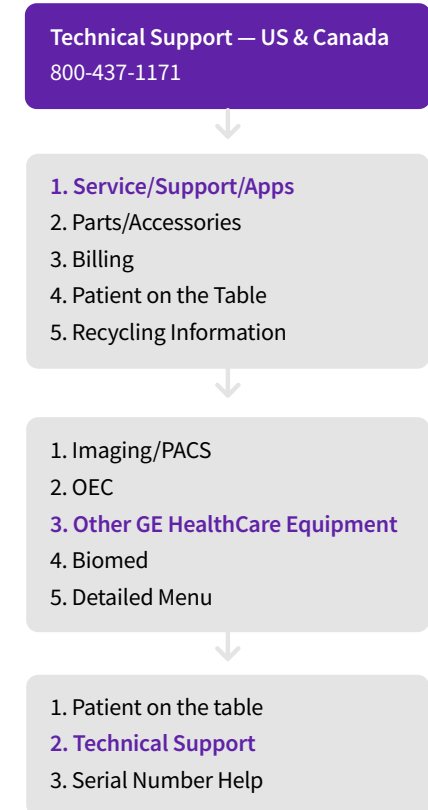 Technical Support — US & Canada
800-437-1171
1. Service/Support/Apps
2. Parts/Accessories
3. Billing
4. Patient on the Table
5. Recycling Information
1. Imaging/PACS
2. OEC
3. Other GE HealthCare Equipment
4. Biomed
5. Detailed Menu
1. Patient on the table
2. Technical Support
3. Serial Number Help